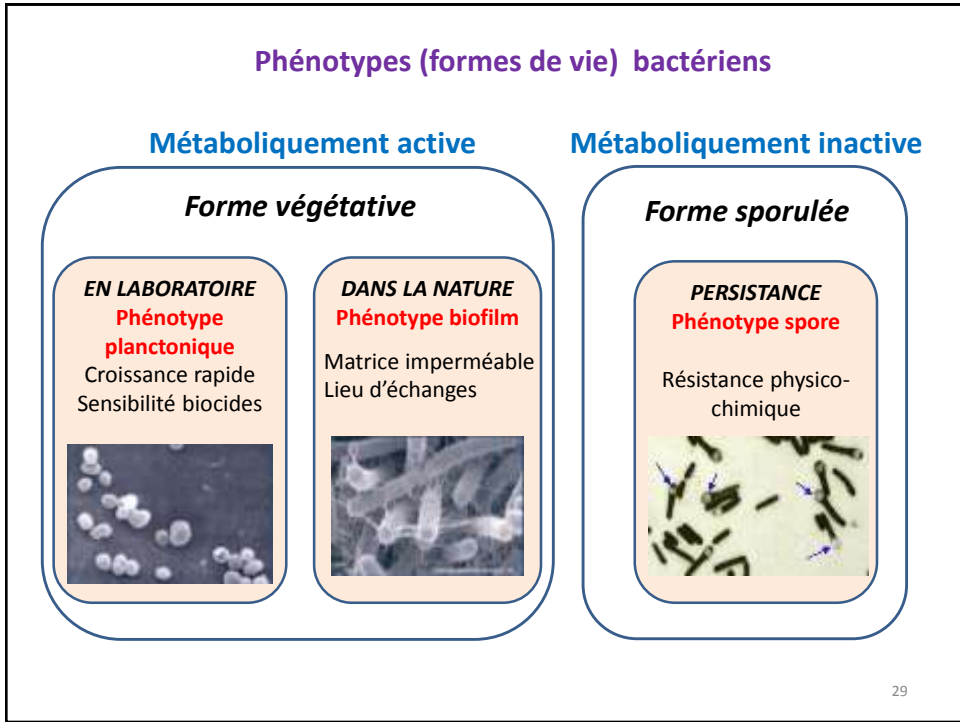 Phénotypes (formes de vie) bactériens
Métaboliquement active
Métaboliquement inactive
Forme végétative
Forme sporulée
EN LABORATOIRE
Phénotype
planctonique
Croissance rapide
Sensibilité biocides
DANS LA NATURE
Phénotype biofilm
Matrice imperméable
Lieu d’échanges
PERSISTANCE
Phénotype spore
Résistance physico-
chimique
29